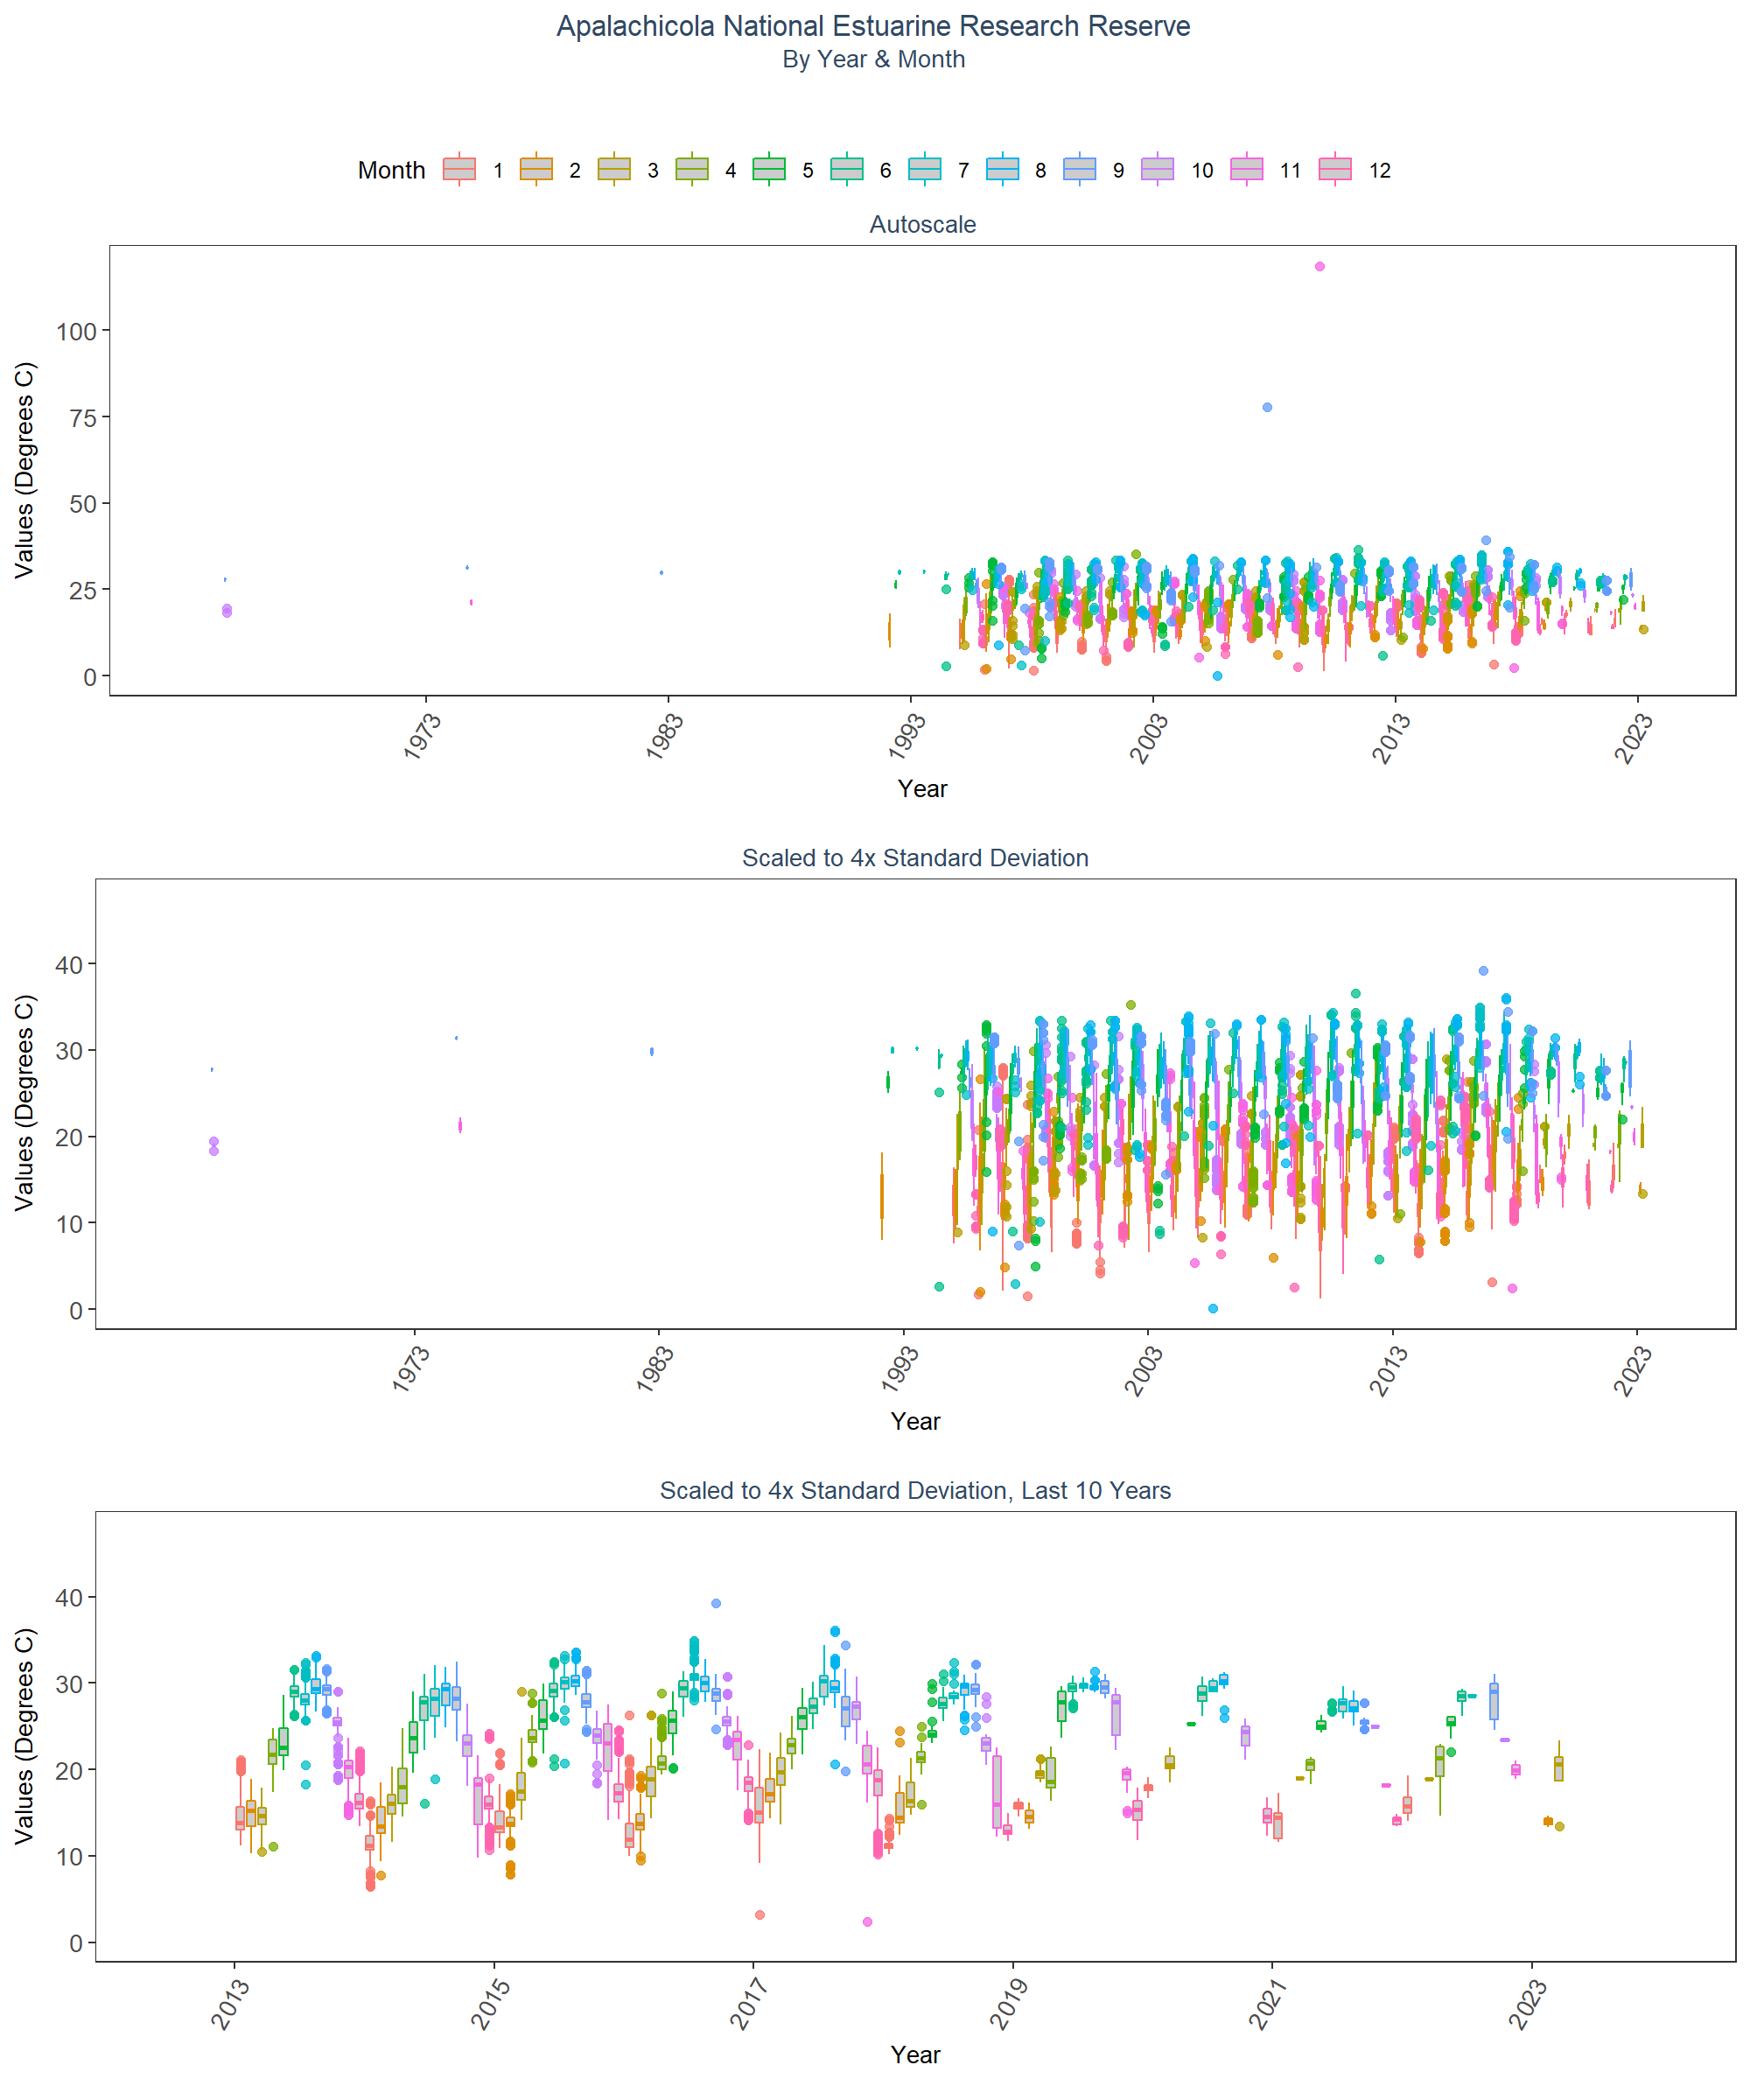 Apalachicola National Estuarine Research Reserve
By Year & Month
Month 1 2 3 4 5 6 7 8 9 10 11 12
Autoscale
Values (Degrees C)
100
75
50
25
0
1973 1983 1993 2003 2013 2023
Year
Scaled to 4x Standard Deviation
Values (Degrees C)
40
30
20
10
0
1973 1983 1993 2003 2013 2023
Year
Scaled to 4x Standard Deviation, Last 10 Years
Values (Degrees C)
40
30
20
10
0
2013 2015 2017 2019 2021 2023
Year